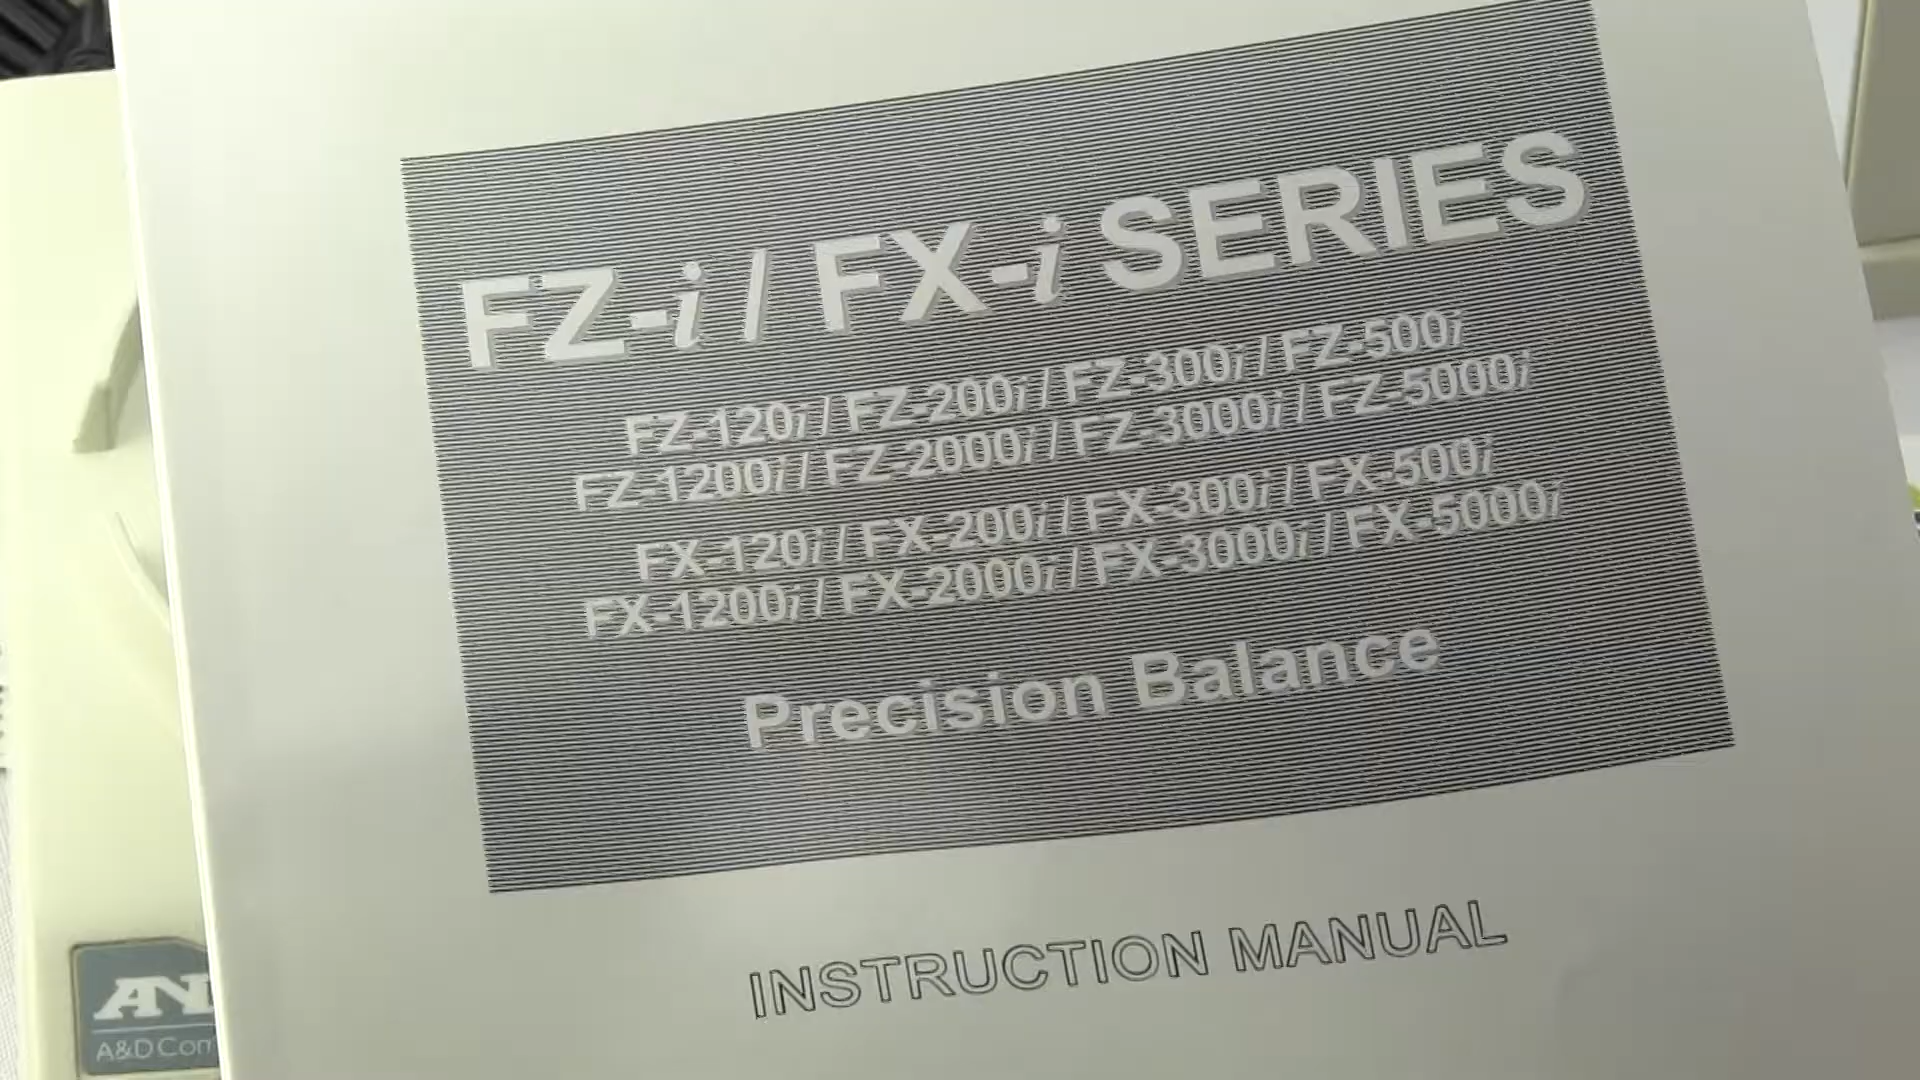 FZ-i / FX-i SERIES
FZ-120i / FZ-200i / FZ-300i / FZ-500i
FZ-1200i / FZ-2000i / FZ-3000i / FZ-5000i
FX-120i / FX-200i / FX-300i / FX-500i
FX-1200i / FX-2000i / FX-3000i / FX-5000i
Precision Balance
INSTRUCTION MANUAL
AND
A&D Com